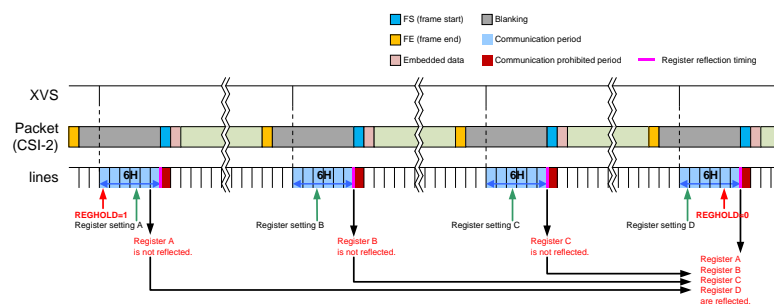 FS (frame start)
Blanking
FE (frame end)
Communication period
Embedded data
Communication prohibited period
Register reflection timing
XVS
Packet
(CSI-2)
lines
6H
6H
6H
6H
REGHOLD=1
Register setting A
Register setting B
Register setting C
Register setting D
REGHOLD=0
Register A
is not reflected.
Register B
is not reflected.
Register C
is not reflected.
Register A
Register B
Register C
Register D
are reflected.